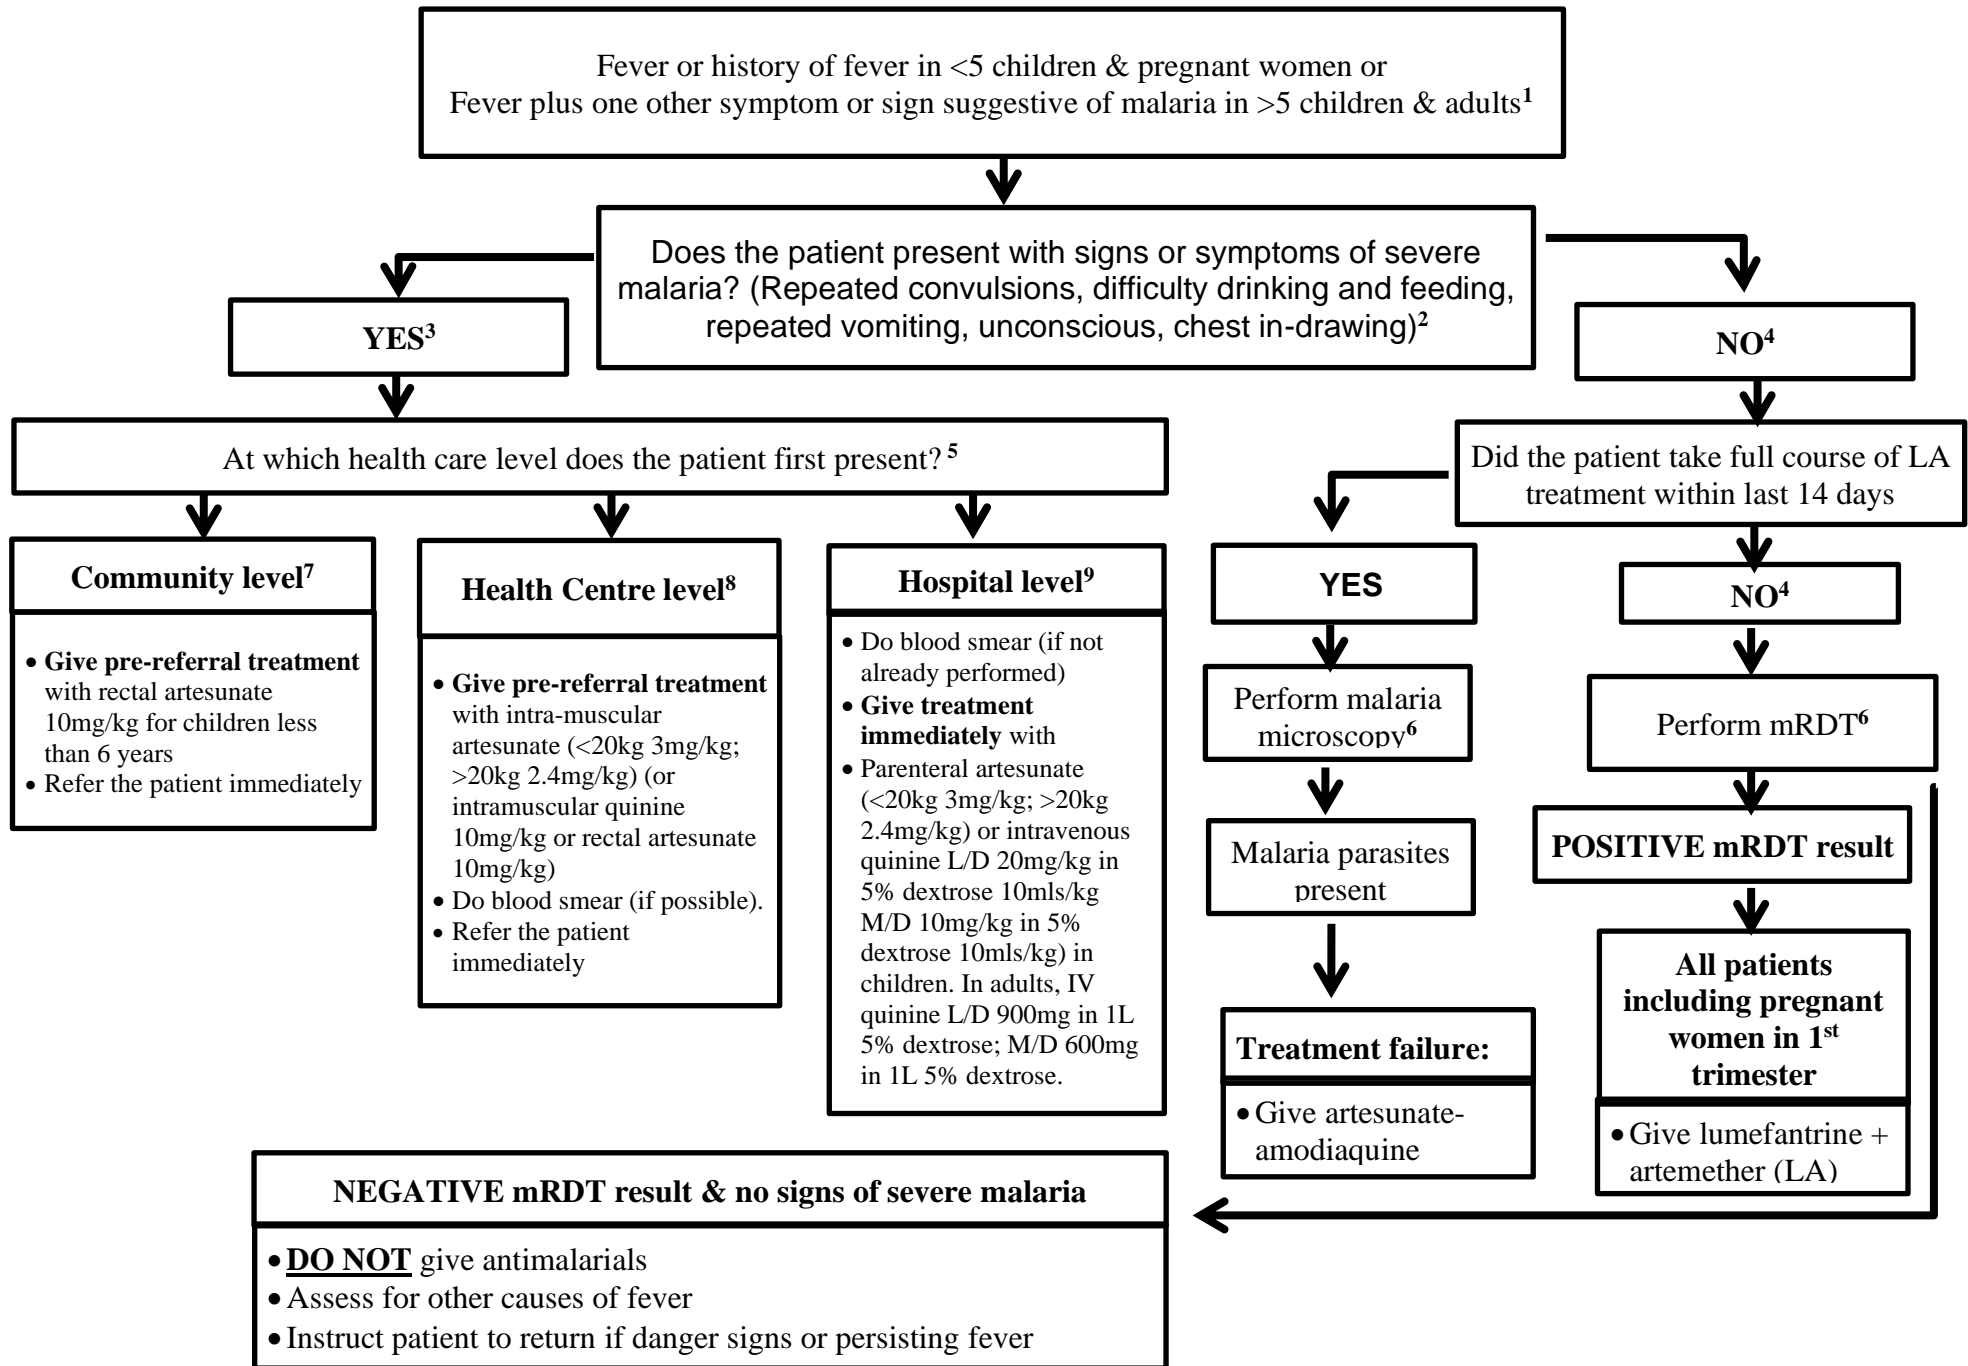 Fever or history of fever in <5 children & pregnant women or
Fever plus one other symptom or sign suggestive of malaria in >5 children & adults¹
Does the patient present with signs or symptoms of severe
malaria? (Repeated convulsions, difficulty drinking and feeding,
repeated vomiting, unconscious, chest in-drawing)²
YES³
NO⁴
At which health care level does the patient first present? ⁵
Did the patient take full course of LA
treatment within last 14 days
Community level⁷
• Give pre-referral treatment
with rectal artesunate
10mg/kg for children less
than 6 years
• Refer the patient immediately
Health Centre level⁸
• Give pre-referral treatment
with intra-muscular
artesunate (<20kg 3mg/kg;
>20kg 2.4mg/kg) (or
intramuscular quinine
10mg/kg or rectal artesunate
10mg/kg)
• Do blood smear (if possible).
• Refer the patient
immediately
Hospital level⁹
• Do blood smear (if not
already performed)
• Give treatment
immediately with
• Parenteral artesunate
(<20kg 3mg/kg; >20kg
2.4mg/kg) or intravenous
quinine L/D 20mg/kg in
5% dextrose 10mls/kg
M/D 10mg/kg in 5%
dextrose 10mls/kg) in
children. In adults, IV
quinine L/D 900mg in 1L
5% dextrose; M/D 600mg
in 1L 5% dextrose.
YES
Perform malaria
microscopy⁶
Malaria parasites
present
Treatment failure:
• Give artesunate-
amodiaquine
NO⁴
Perform mRDT⁶
POSITIVE mRDT result
All patients
including pregnant
women in 1st
trimester
• Give lumefantrine +
artemether (LA)
NEGATIVE mRDT result & no signs of severe malaria
• DO NOT give antimalarials
• Assess for other causes of fever
• Instruct patient to return if danger signs or persisting fever